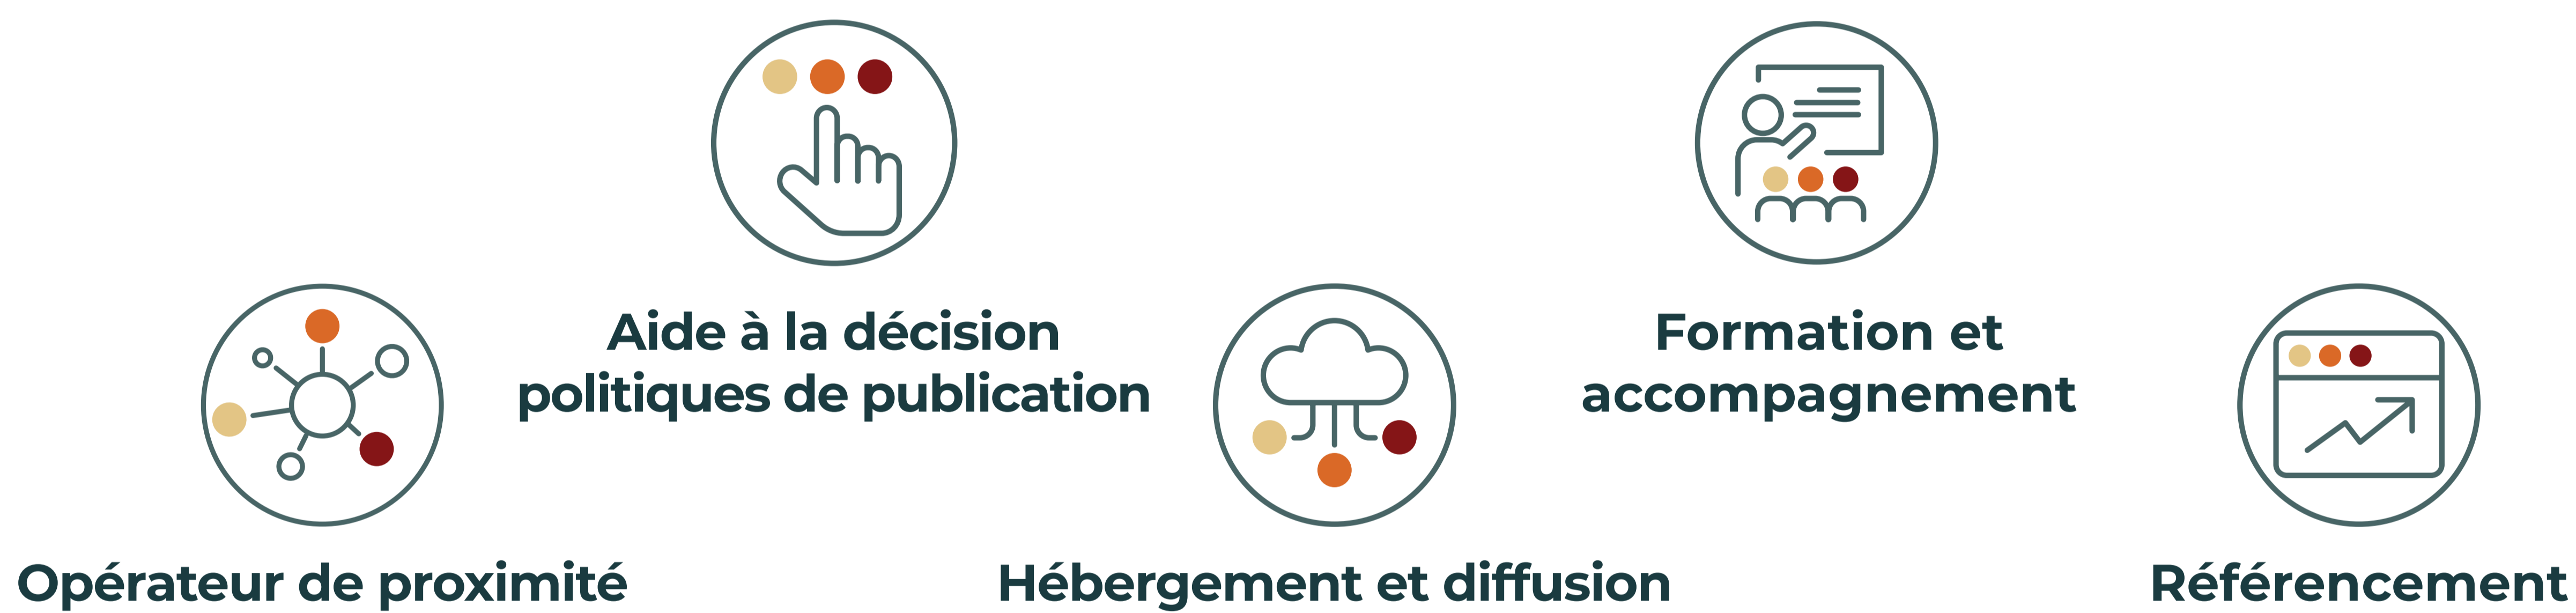 Opérateur de proximité
Aide à la décision
politiques de publication
Hébergement et diffusion
Formation et
accompagnement
Référencement